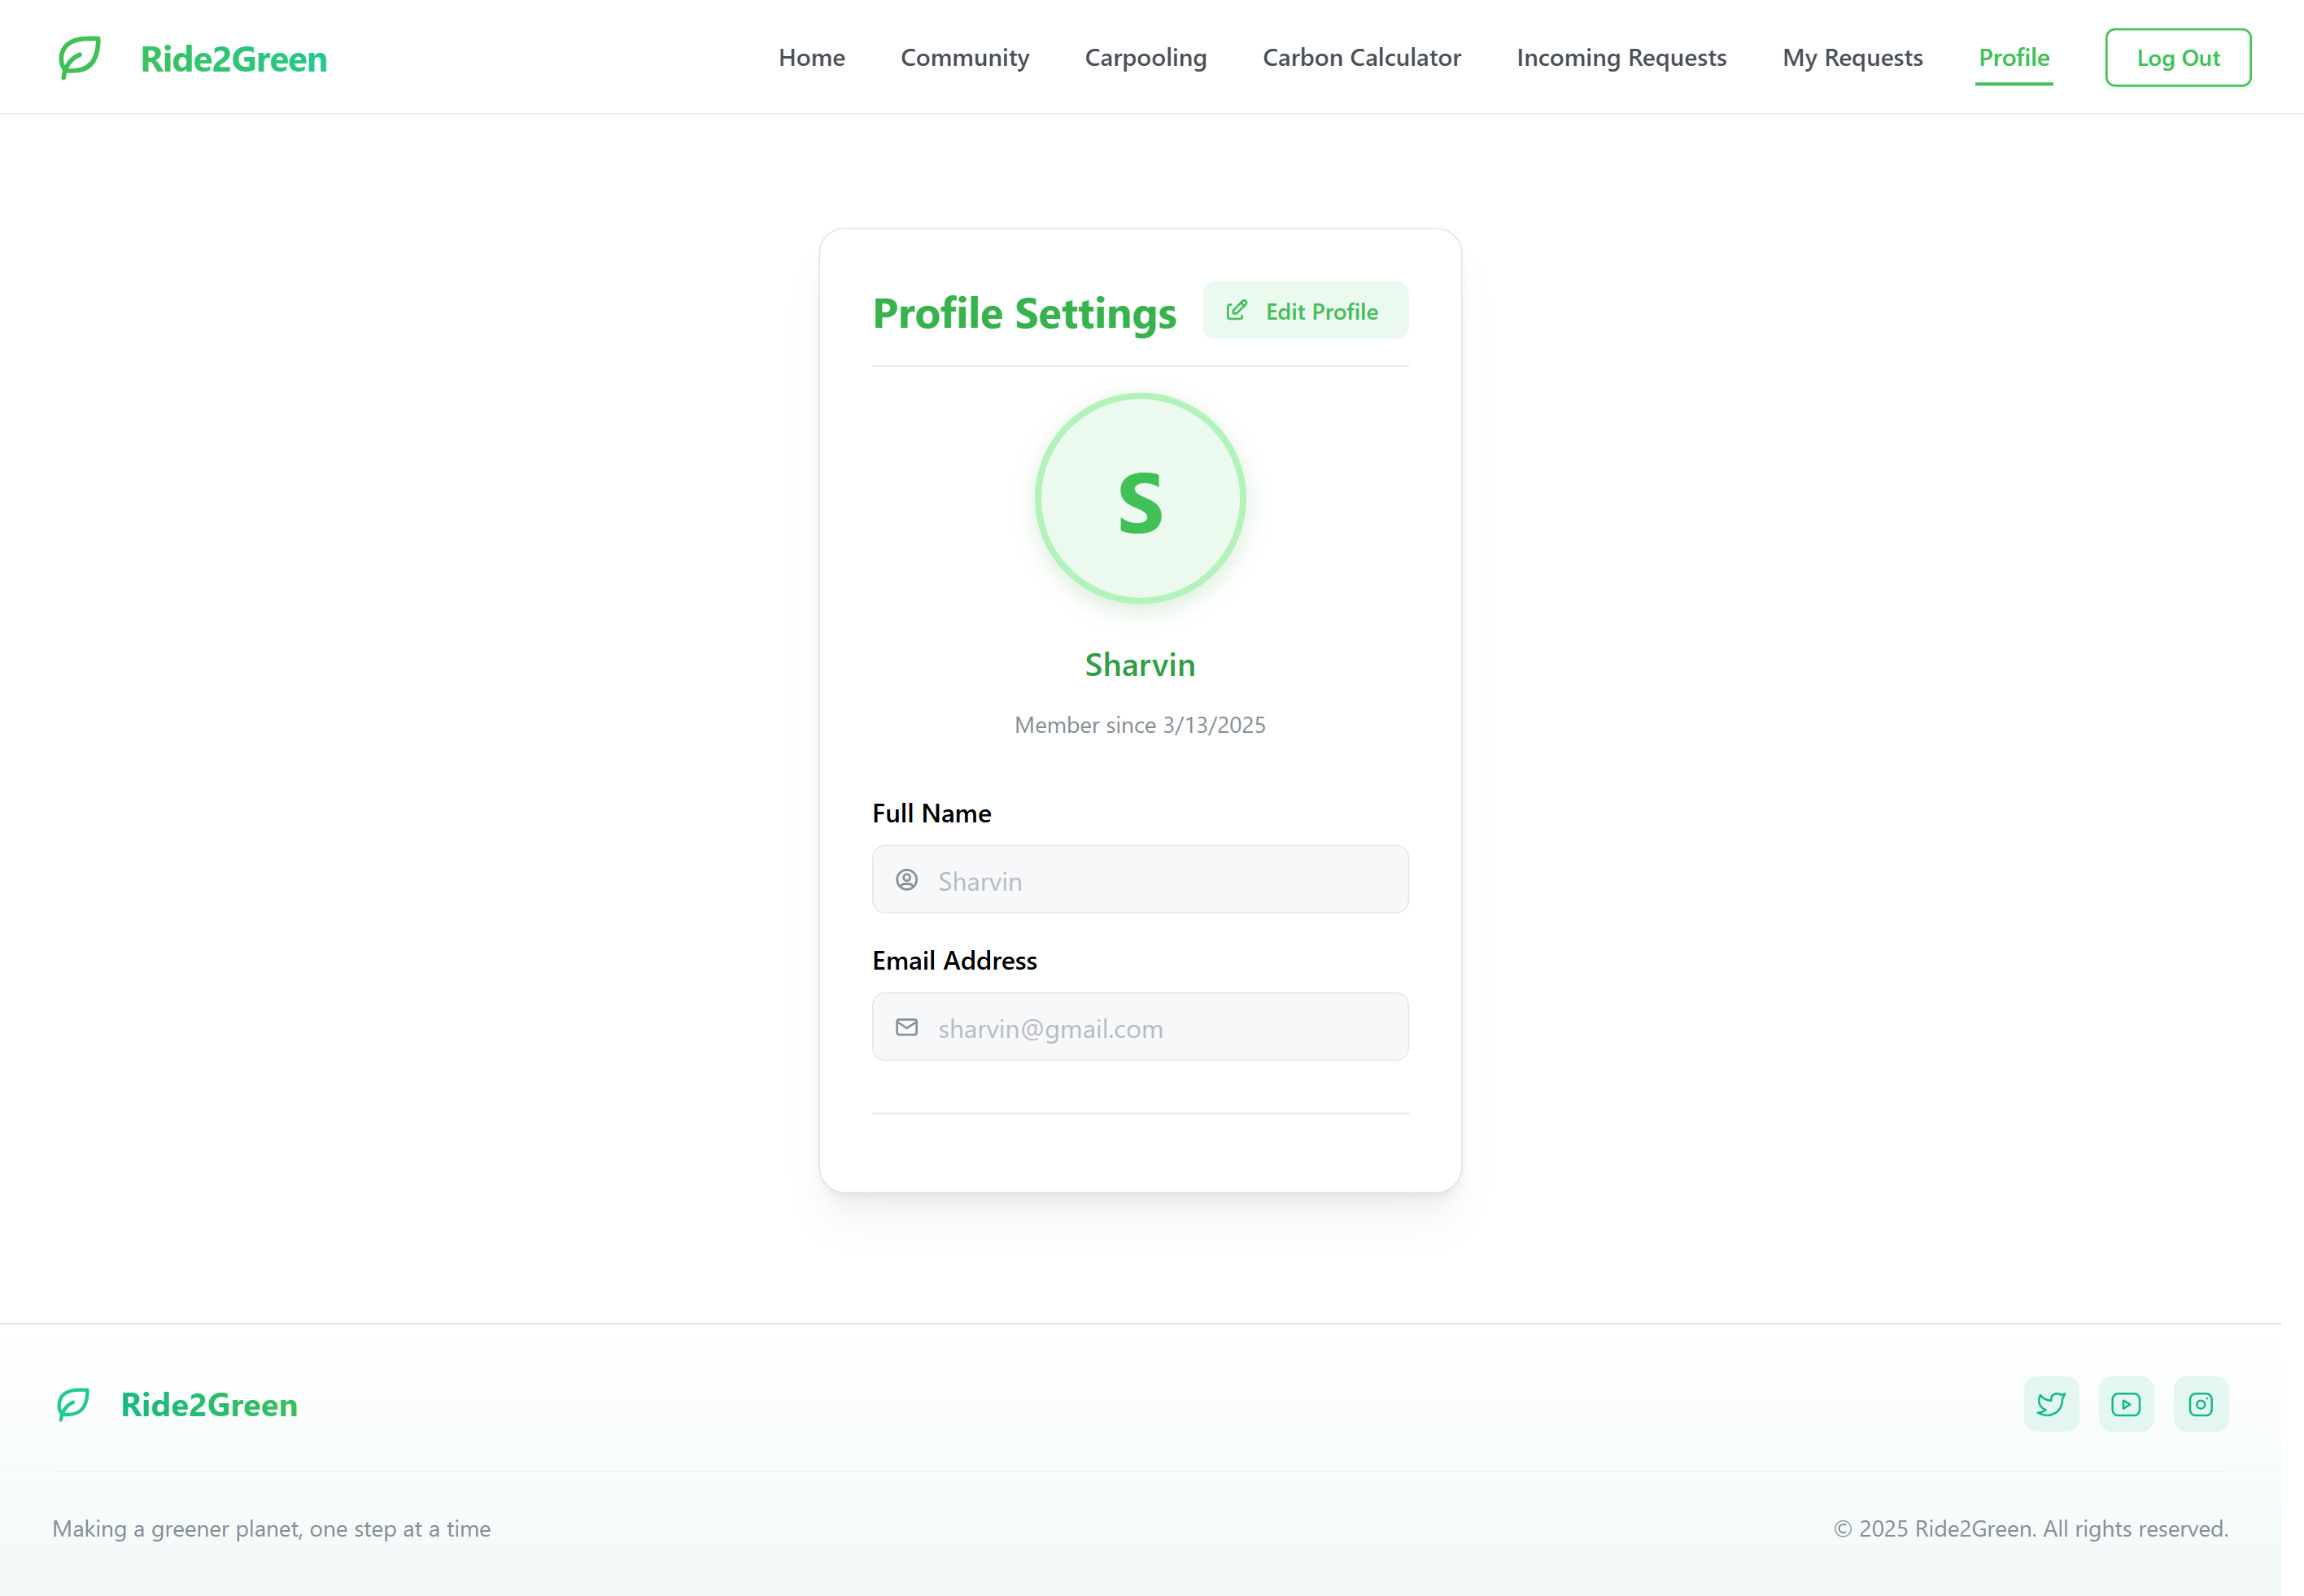 Ride2Green
Home Community Carpooling Carbon Calculator Incoming Requests My Requests Profile Log Out
Profile Settings Edit Profile
S
Sharvin
Member since 3/13/2025
Full Name
Sharvin
Email Address
sharvin@gmail.com
Ride2Green
Making a greener planet, one step at a time © 2025 Ride2Green. All rights reserved.